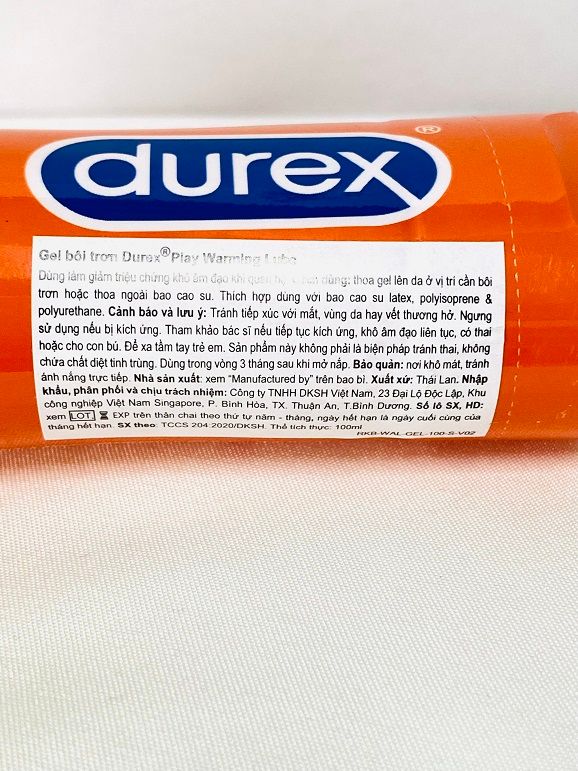 durex®
Gel bôi trơn Durex®Play Warming Lube
Dùng làm giảm triệu chứng khô âm đạo khi quan hệ. Cách dùng: thoa gel lên da ở vị trí cần bôi
trơn hoặc thoa ngoài bao cao su. Thích hợp dùng với bao cao su latex, polyisoprene &
polyurethane. Cảnh báo và lưu ý: Tránh tiếp xúc với mắt, vùng da hay vết thương hở. Ngưng
sử dụng nếu bị kích ứng. Tham khảo bác sĩ nếu tiếp tục kích ứng, khô âm đạo liên tục, có thai
hoặc cho con bú. Để xa tầm tay trẻ em. Sản phẩm này không phải là biện pháp tránh thai, không
chứa chất diệt tinh trùng. Dùng trong vòng 3 tháng sau khi mở nắp. Bảo quản: nơi khô mát, tránh
ánh nắng trực tiếp. Nhà sản xuất: xem "Manufactured by" trên bao bì. Xuất xứ: Thái Lan. Nhập
khẩu, phân phối và chịu trách nhiệm: Công ty TNHH DKSH Việt Nam, 23 Đại Lộ Độc Lập, Khu
công nghiệp Việt Nam Singapore, P. Bình Hòa, TX. Thuận An, T.Bình Dương. Số lô SX, HD:
xem LOT, EXP trên thân chai theo thứ tự năm - tháng, ngày hết hạn là ngày cuối cùng của
tháng hết hạn. SX theo: TCCS 204:2020/DKSH. Thể tích thực: 100ml
RKB-WAL-GEL-100-S-V02